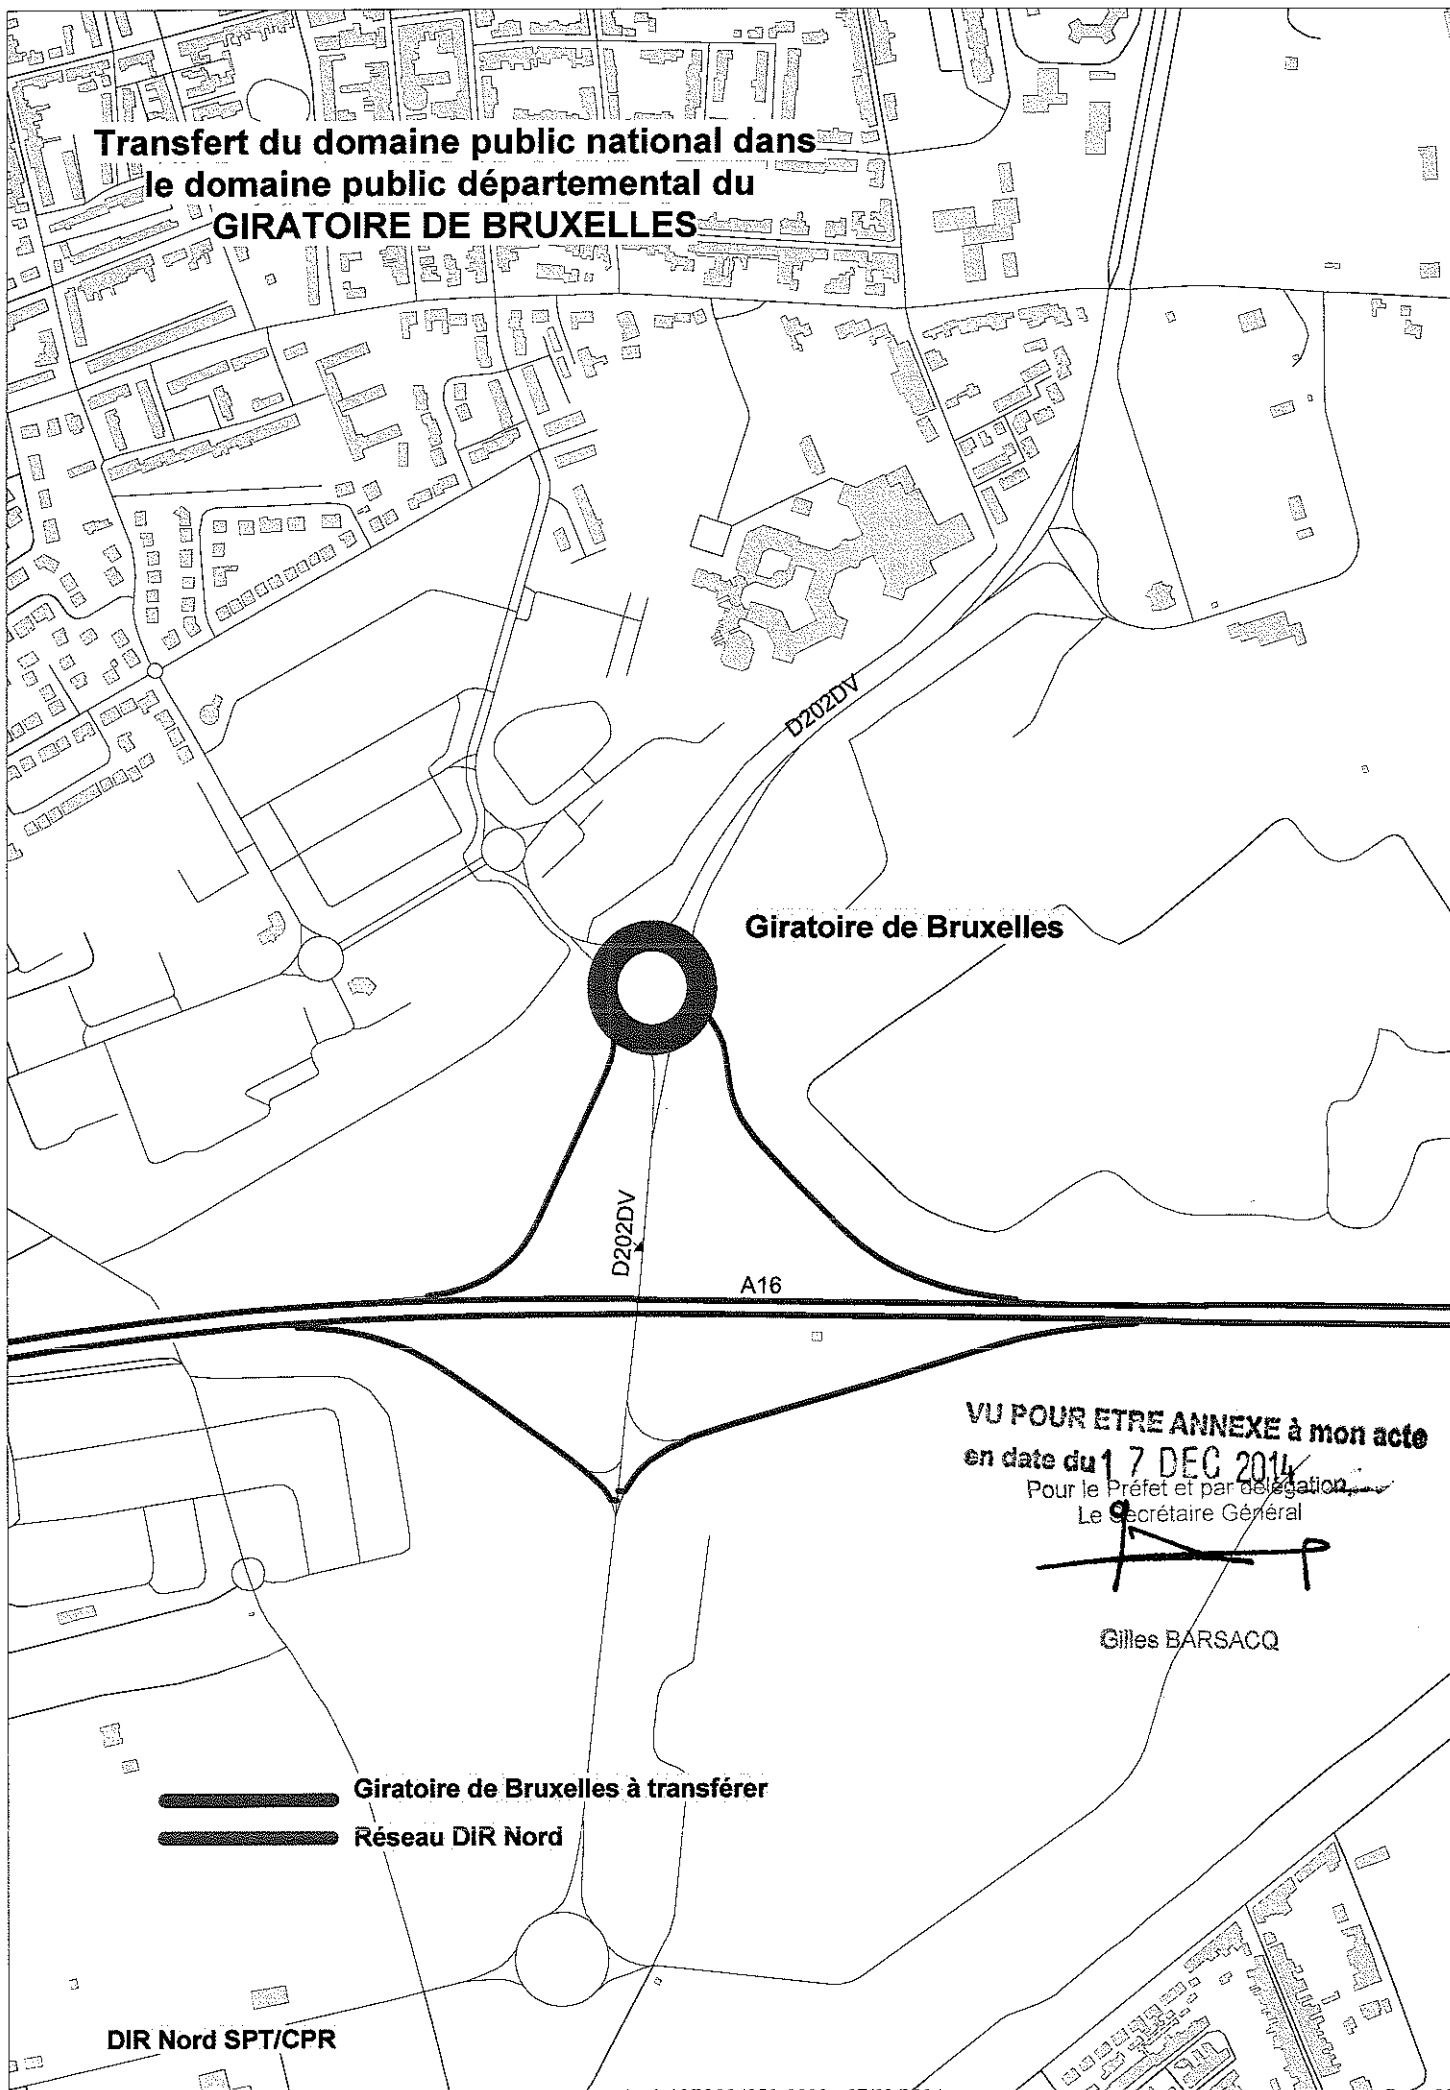 Transfert du domaine public national dans
le domaine public départemental du
GIRATOIRE DE BRUXELLES
D202DV
Giratoire de Bruxelles
D202DV
A16
VU POUR ETRE ANNEXE à mon acte
en date du 17 DEC 2014
Pour le Préfet et par délégation,
Le Secrétaire Général
Gilles BARSACQ
Giratoire de Bruxelles à transférer
Réseau DIR Nord
DIR Nord SPT/CPR